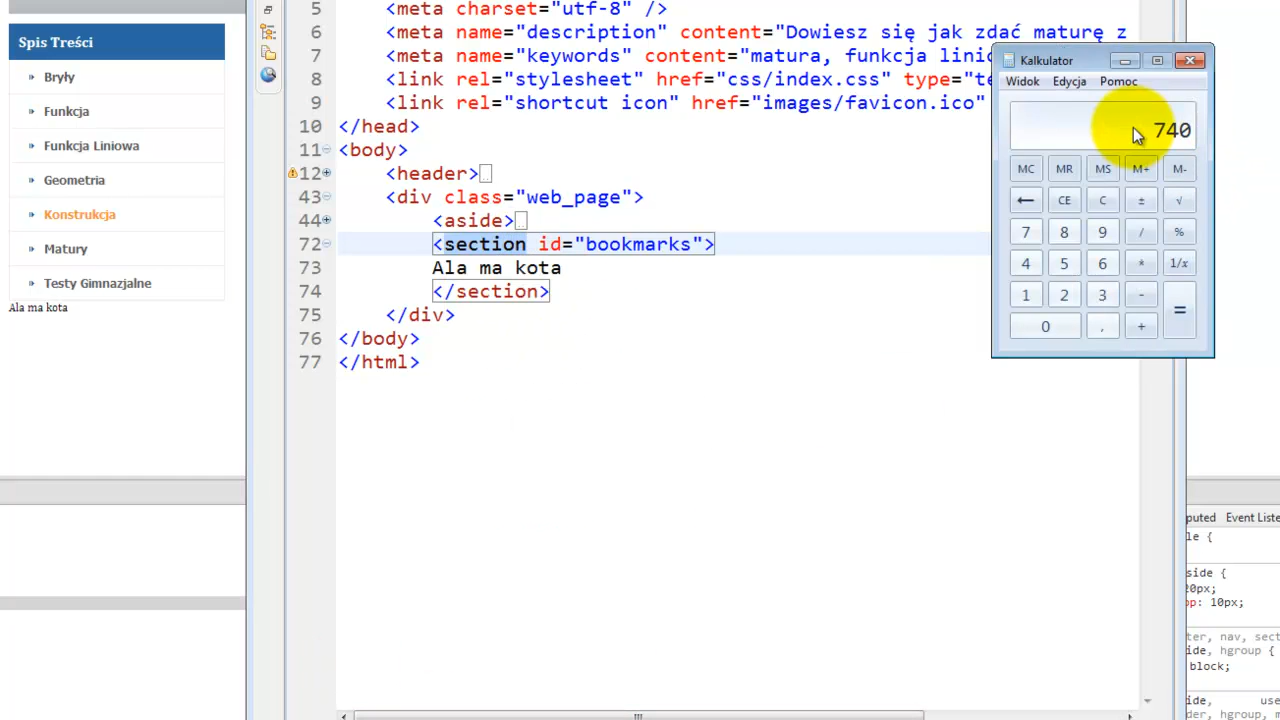 Spis Treści
Bryły
Funkcja
Funkcja Liniowa
Geometria
Konstrukcja
Matury
Testy Gimnazjalne
Ala ma kota
5 <meta charset="utf-8" />
6 <meta name="description" content="Dowiesz się jak zdać maturę z
7 <meta name="keywords" content="matura, funkcja lini
8 <link rel="stylesheet" href="css/index.css" type="te
9 <link rel="shortcut icon" href="images/favicon.ico"
10 </head>
11 <body>
12 <header>
43 <div class="web_page">
44 <aside>
72 <section id="bookmarks">
73 Ala ma kota
74 </section>
75 </div>
76 </body>
77 </html>
Kalkulator
Widok Edycja Pomoc
740
MC MR MS M+ M-
← CE C ± √
7 8 9 / %
4 5 6 * 1/x
1 2 3 - =
0 , +
puted Event Liste
le {
side {
20px;
op: 10px;
ter, nav, sect
ide, hgroup {
block;
side, use
ide, hgroup, m